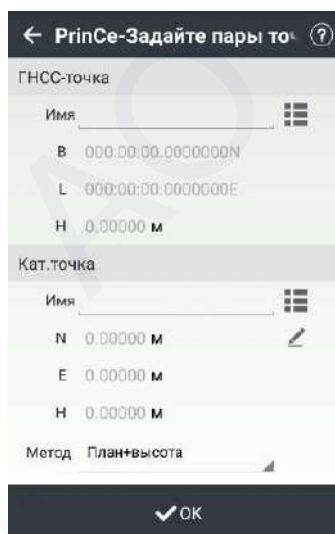 PrinCe-Задайте пары то
ГНСС-точка
Имя
B 000:00:00.0000000N
L 000:00:00.0000000E
H 0.00000 м
Кат.точка
Имя
N 0.00000 м
E 0.00000 м
H 0.00000 м
Метод План+высота
OK